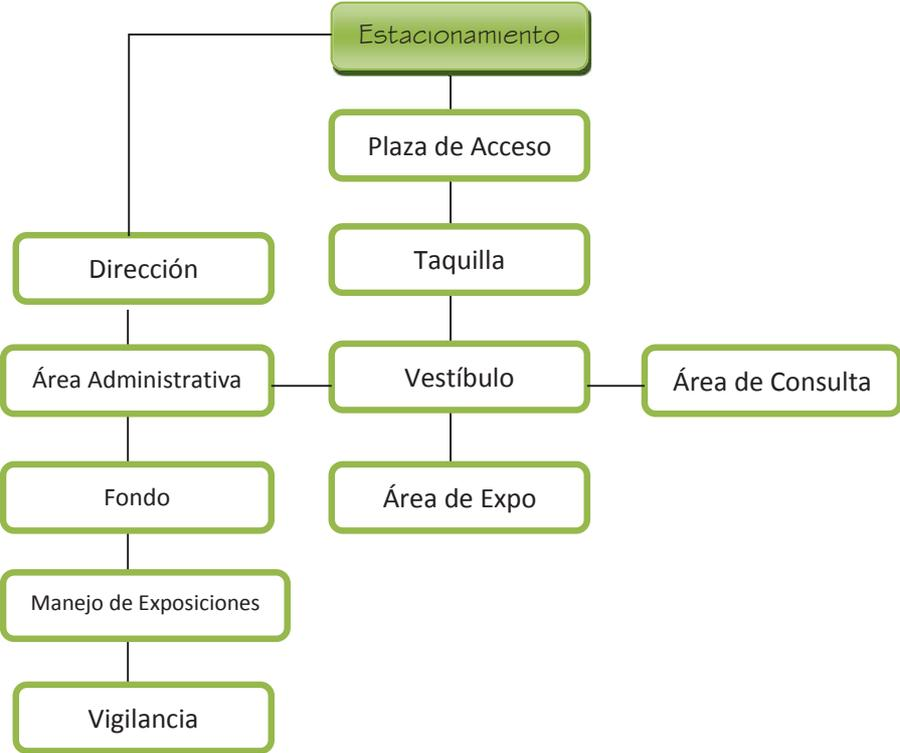 Estacionamiento
Plaza de Acceso
Taquilla
Dirección
Área Administrativa
Vestíbulo
Área de Consulta
Fondo
Área de Expo
Manejo de Exposiciones
Vigilancia